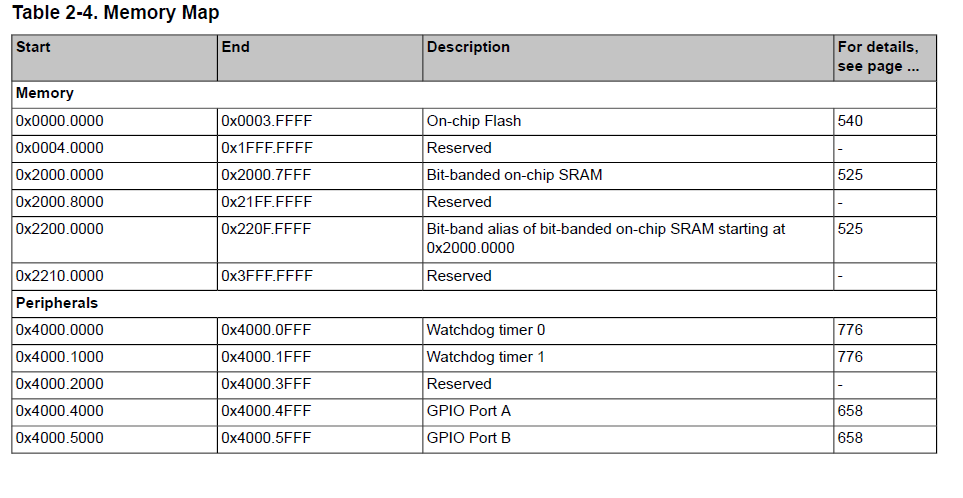 Table 2-4. Memory Map
Start End Description For details,
see page ...
Memory
0x0000.0000 0x0003.FFFF On-chip Flash 540
0x0004.0000 0x1FFF.FFFF Reserved -
0x2000.0000 0x2000.7FFF Bit-banded on-chip SRAM 525
0x2000.8000 0x21FF.FFFF Reserved -
0x2200.0000 0x220F.FFFF Bit-band alias of bit-banded on-chip SRAM starting at 525
0x2000.0000
0x2210.0000 0x3FFF.FFFF Reserved -
Peripherals
0x4000.0000 0x4000.0FFF Watchdog timer 0 776
0x4000.1000 0x4000.1FFF Watchdog timer 1 776
0x4000.2000 0x4000.3FFF Reserved -
0x4000.4000 0x4000.4FFF GPIO Port A 658
0x4000.5000 0x4000.5FFF GPIO Port B 658